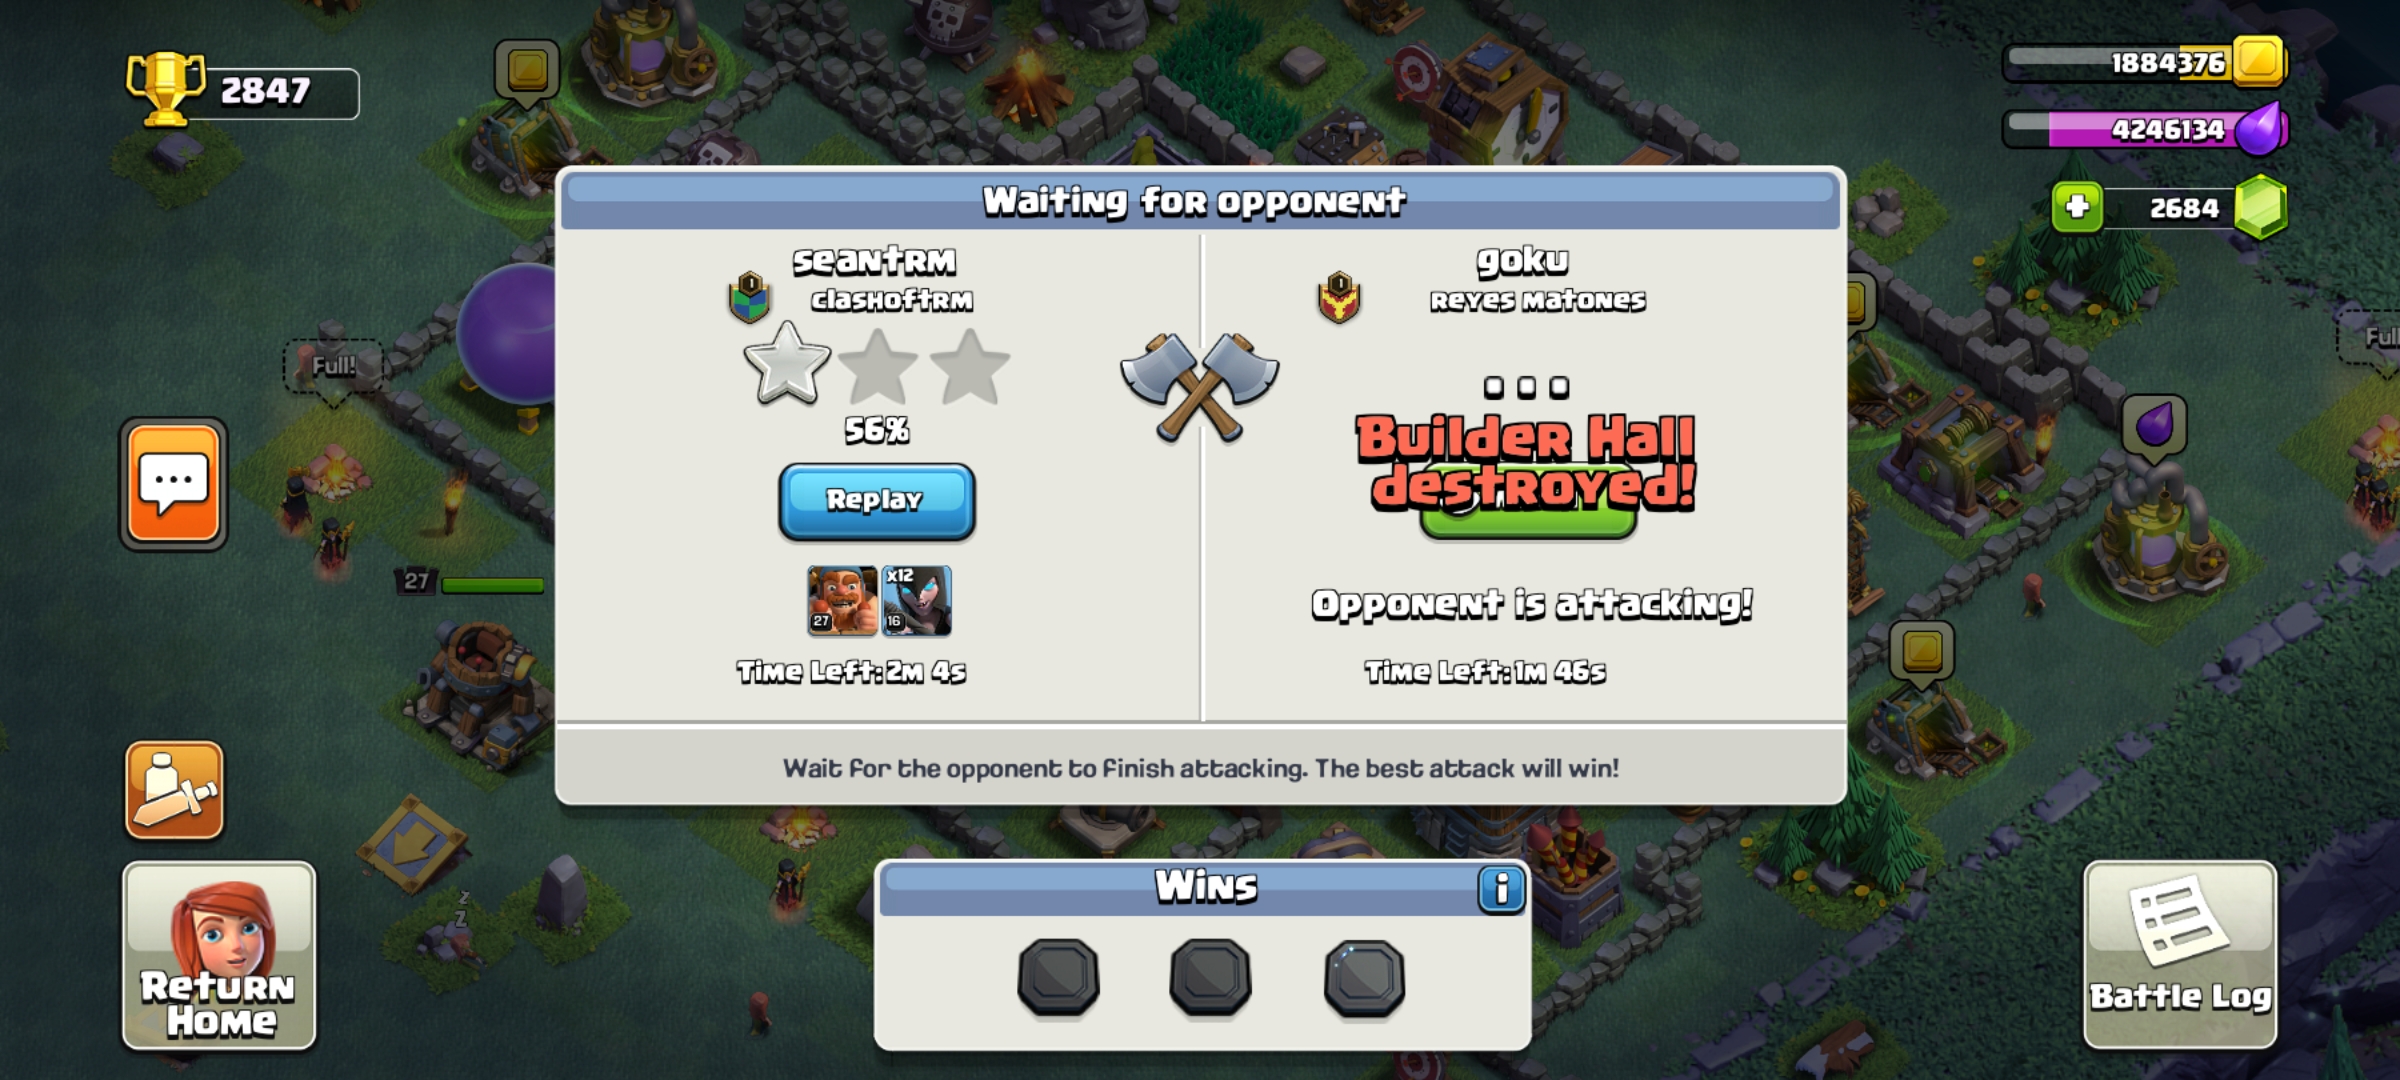 2847
1884376
4246134
2684
Waiting for opponent
seantrm
clashoftrm
goku
Reyes Matones
1
1
56%
Builder Hall
destroyed!
Replay
Full!
27
x12
27
16
Opponent is attacking!
Time Left:2m 4s
Time Left:1m 46s
Wait for the opponent to finish attacking. The best attack will win!
Wins
i
z
z
Return
Home
Battle Log